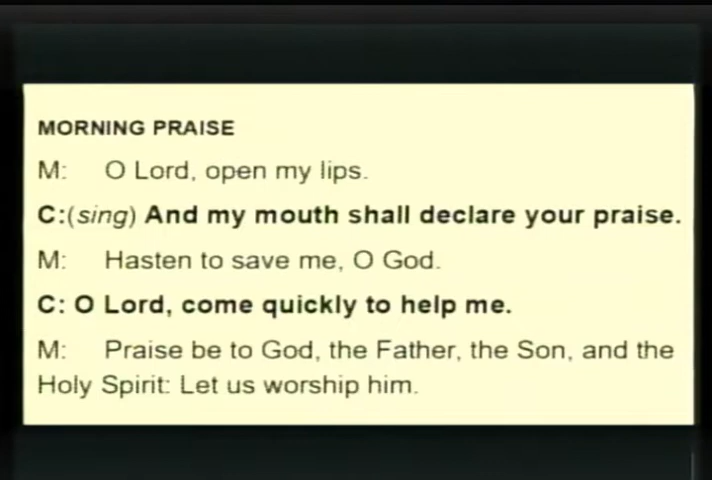 MORNING PRAISE
M: O Lord, open my lips.
C:(sing) And my mouth shall declare your praise.
M: Hasten to save me, O God.
C: O Lord, come quickly to help me.
M: Praise be to God, the Father, the Son, and the
Holy Spirit: Let us worship him.